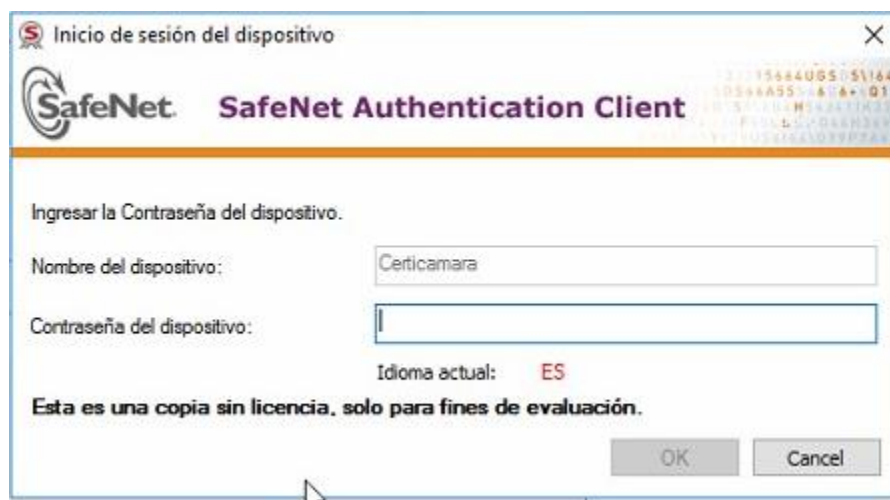 Inicio de sesión del dispositivo
SafeNet. SafeNet Authentication Client
Ingresar la Contraseña del dispositivo.
Nombre del dispositivo: Certicamara
Contraseña del dispositivo:
Idioma actual: ES
Esta es una copia sin licencia, solo para fines de evaluación.
OK Cancel